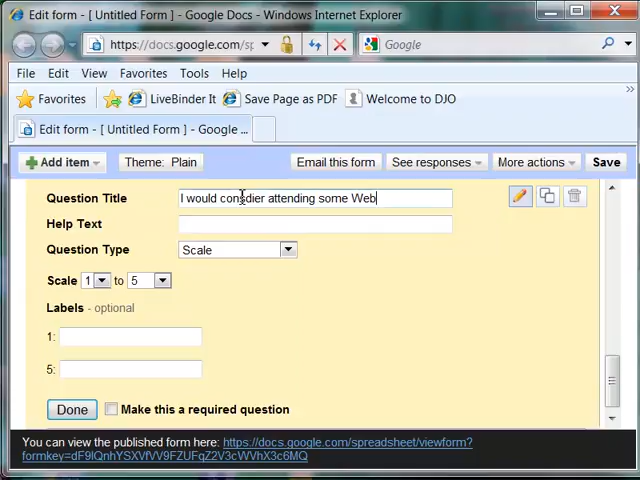 Edit form - [ Untitled Form ] - Google Docs - Windows Internet Explorer
https://docs.google.com/sp
Google
File Edit View Favorites Tools Help
Favorites LiveBinder It Save Page as PDF Welcome to DJO
Edit form - [ Untitled Form ] - Google ...
Add item Theme: Plain Email this form See responses More actions Save
Question Title I would considier attending some Web
Help Text
Question Type Scale
Scale 1 to 5
Labels - optional
1:
5:
Done Make this a required question
You can view the published form here: https://docs.google.com/spreadsheet/viewform?
formkey=dF9lQnhYSXVfVV9FZUFqZ2V3cWVhX3c6MQ